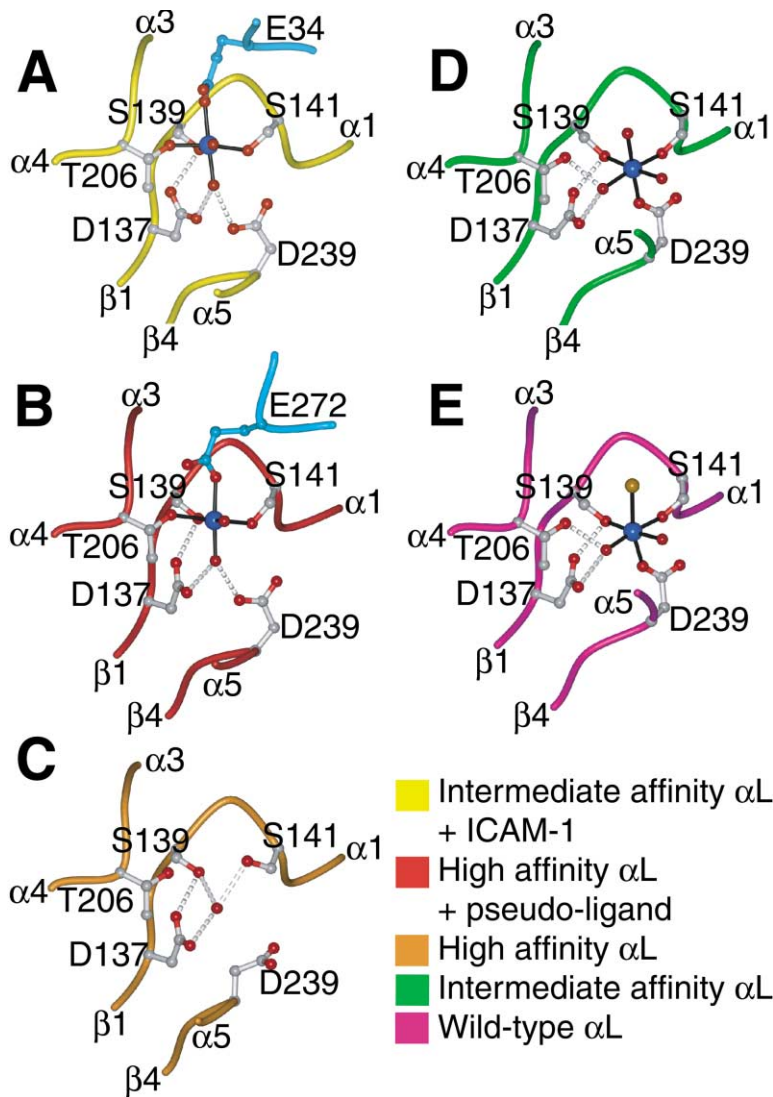 A
α3
E34
S139
S141
α1
α4
T206
D137
D239
β1
α5
β4
B
α3
E272
S139
S141
α1
α4
T206
D137
D239
β1
α5
β4
C
α3
S139
S141
α1
α4
T206
D137
D239
β1
α5
β4
D
α3
S139
S141
α1
α4
T206
D137
α5
D239
β1
β4
E
α3
S139
S141
α1
α4
T206
D137
α5
D239
β1
β4
Intermediate affinity αL
+ ICAM-1
High affinity αL
+ pseudo-ligand
High affinity αL
Intermediate affinity αL
Wild-type αL